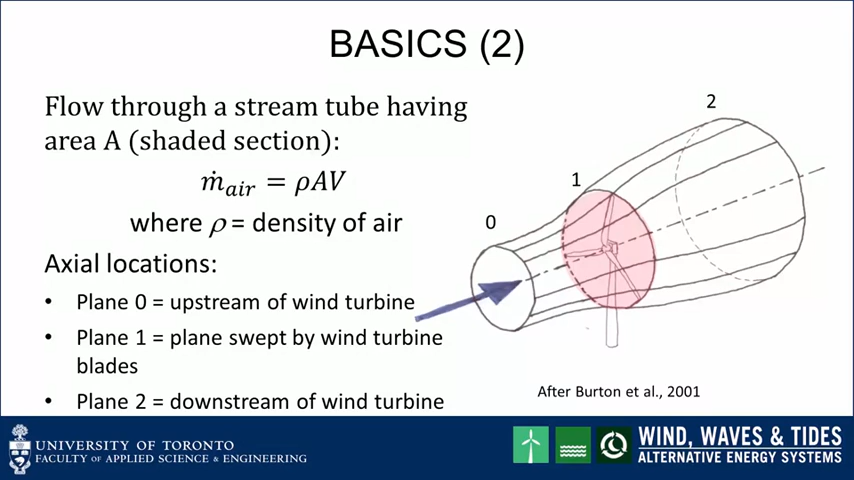 BASICS (2)
Flow through a stream tube having
area A (shaded section):
ṁ_air = ρAV
where ρ = density of air
Axial locations:
• Plane 0 = upstream of wind turbine
• Plane 1 = plane swept by wind turbine
blades
• Plane 2 = downstream of wind turbine
0
1
2
After Burton et al., 2001
UNIVERSITY OF TORONTO
FACULTY OF APPLIED SCIENCE & ENGINEERING
WIND, WAVES & TIDES
ALTERNATIVE ENERGY SYSTEMS